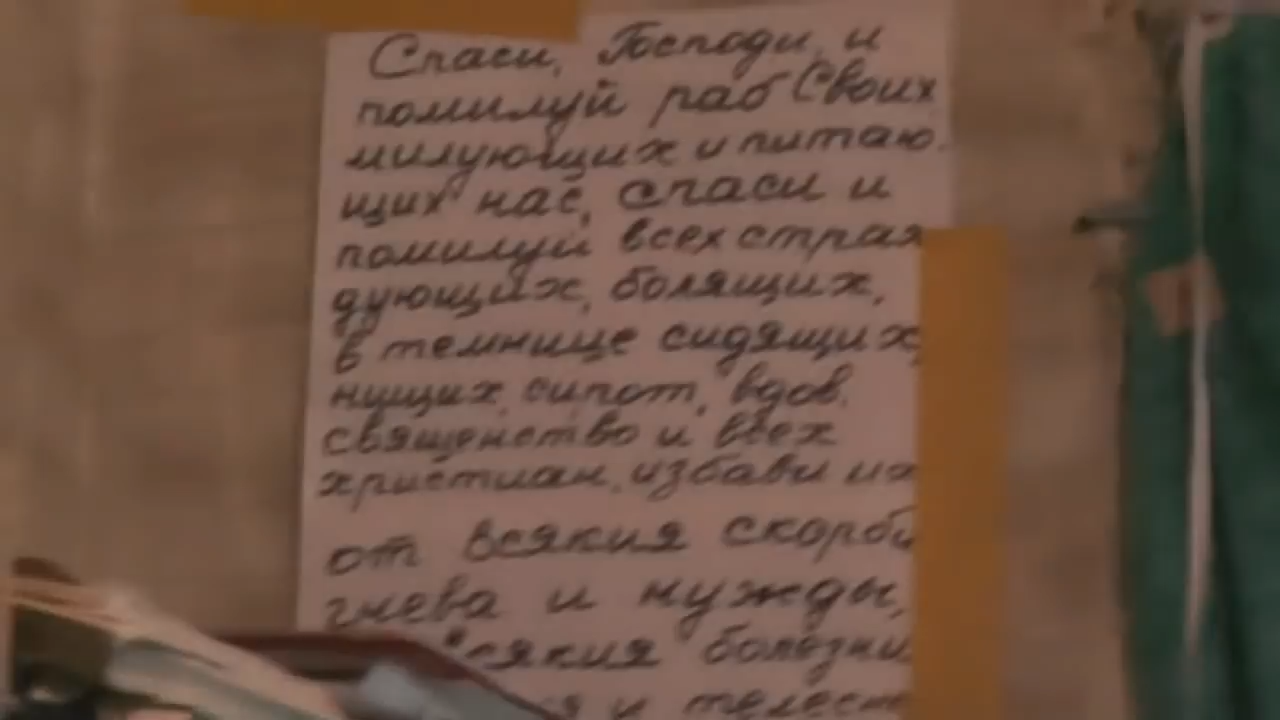 Спаси, Господи, и
помилуй раб Своих
милующих и питаю-
щих нас, спаси и
помилуй всех страж
дующих, болящих,
в темнице сидящих,
нищих, сирот, вдов,
священство и всех
христиан, избави их
от всякия скорби
гнева и нужды,
всякия болезни
и телесн